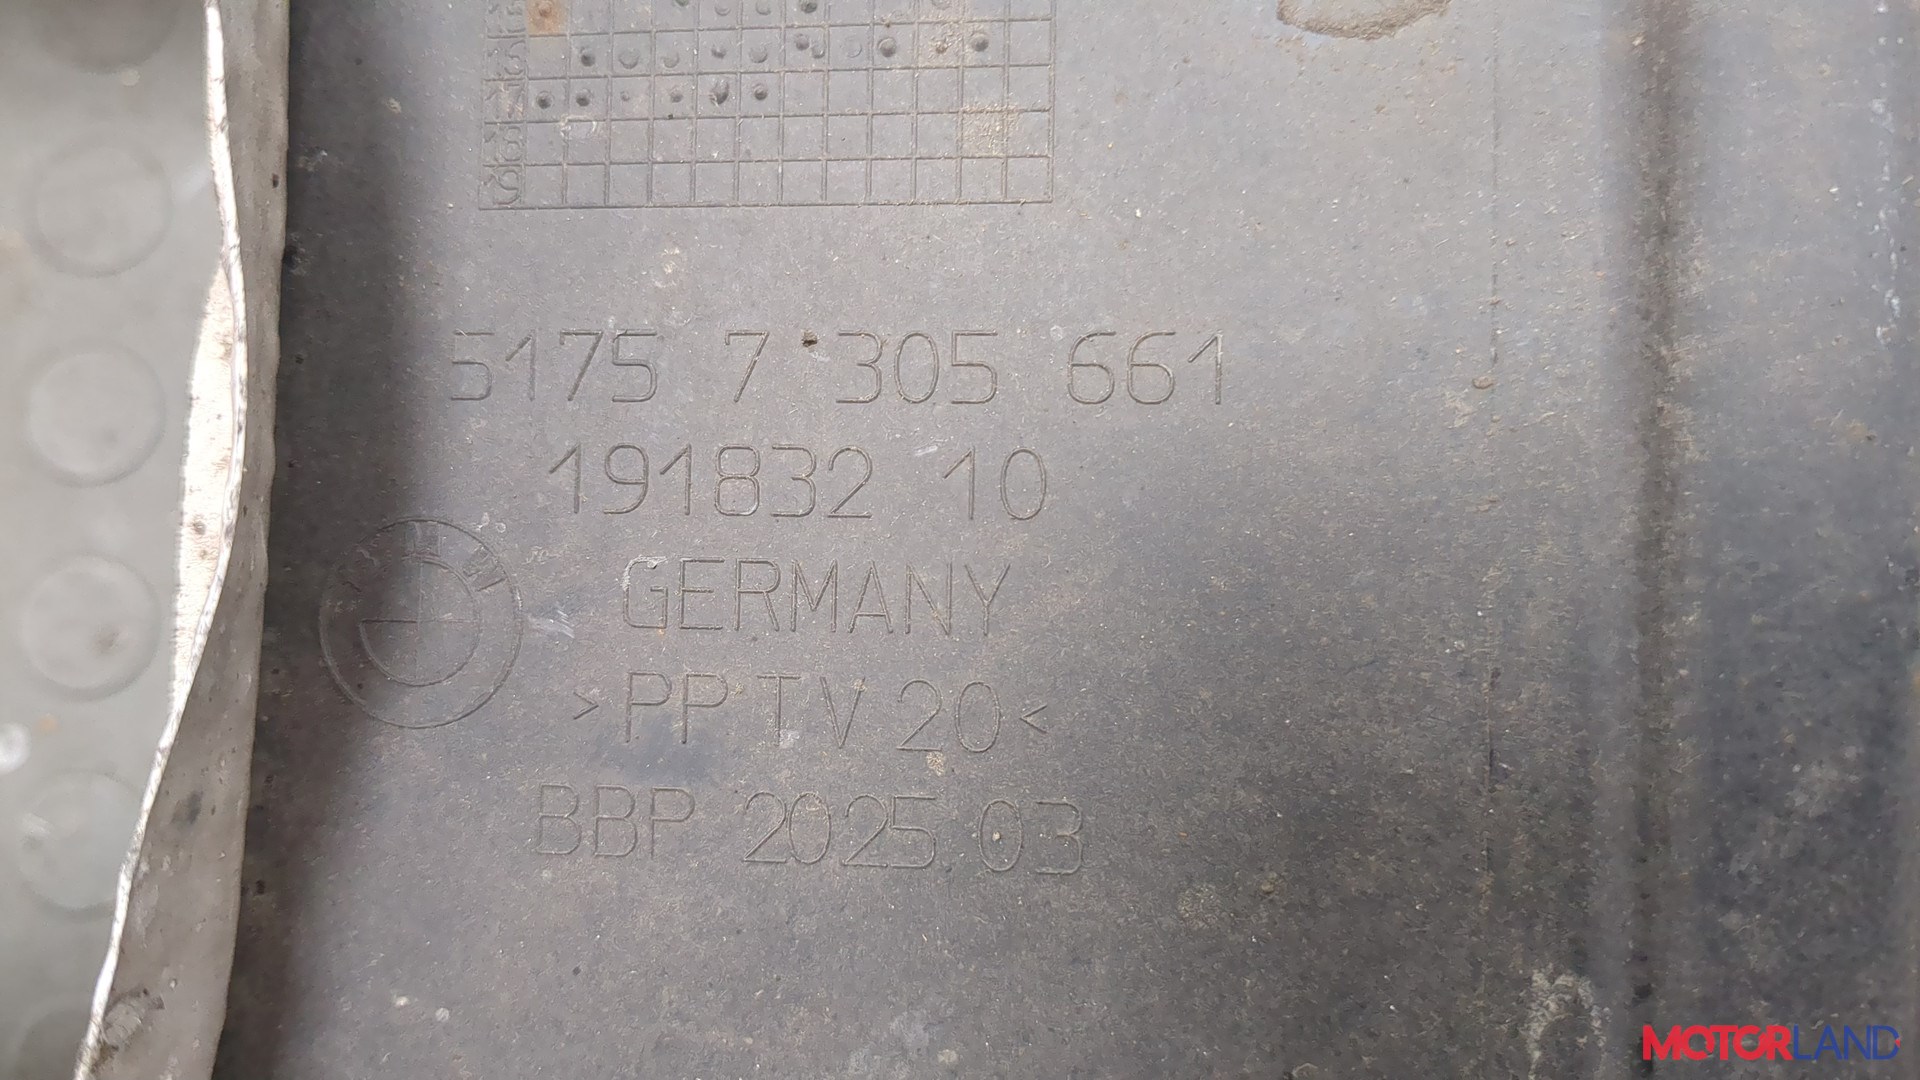 5175 7 305 661
191832 10
GERMANY
>PP TV 20<
BBP 2025 03
MOTORLAND